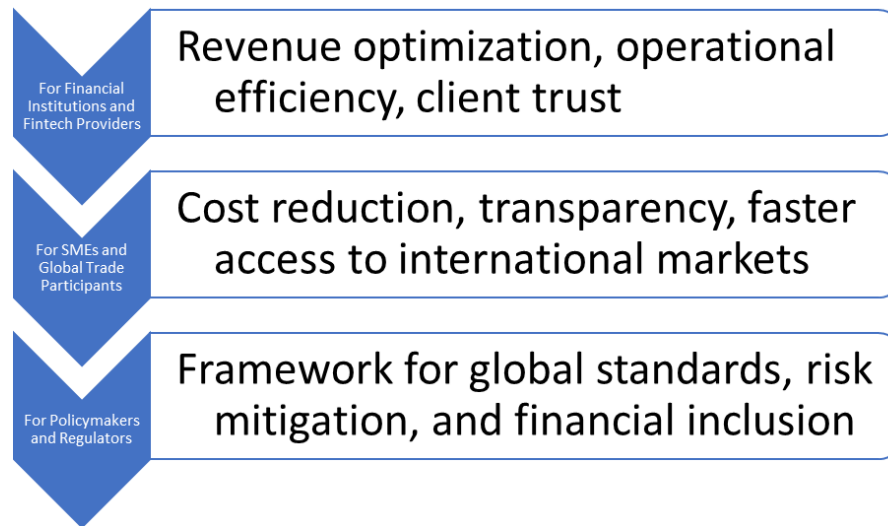 For Financial
Institutions and
Fintech Providers
Revenue optimization, operational
efficiency, client trust
For SMEs and
Global Trade
Participants
Cost reduction, transparency, faster
access to international markets
For Policymakers
and Regulators
Framework for global standards, risk
mitigation, and financial inclusion